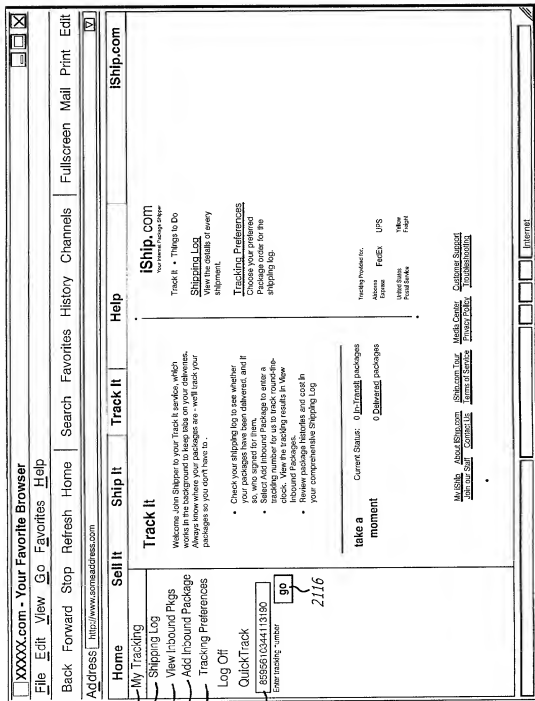 XXXXX.com - Your Favorite Browser
File Edit View Go Favorites Help
Back Forward Stop Refresh Home Search Favorites History Channels Fullscreen Mail Print Edit
Address http://www.someaddress.com
Home Sell It Ship It Track It Help iShip.com
My Tracking
Shipping Log
View Inbound Pkgs
Add Inbound Package
Tracking Preferences
Log Off
QuickTrack
8595610344113190
Enter tracking number
go
2116
Track It
Welcome John Shipper to your Track It service, which
works in the background to keep tabs on your deliveries.
Always know where your packages are - we'll track your
packages so you don't have to.
• Check your shipping log to see whether
your packages have been delivered, and if
so, who signed for them.
• Select Add Inbound Package to enter a
tracking number for us to track round-the-
clock. View the tracking results in View
Inbound Packages.
• Review package histories and cost in
your comprehensive Shipping Log
take a
moment
Current Status: 0 In-Transit packages
0 Delivered packages
iShip.com
Your Internet Package Shipper
Track It • Things to Do
Shipping Log
View the details of every
shipment.
Tracking Preferences
Choose your preferred
Package order for the
shipping log.
Tracking Provided for,
Airborne
Express
FedEx
UPS
United States
Postal Service
Yellow
Freight
My iShip About iShip.com iShip.com Tour Media Center Customer Support
Join our Staff Contact Us Terms of Service Privacy Policy Troubleshooting
Internet